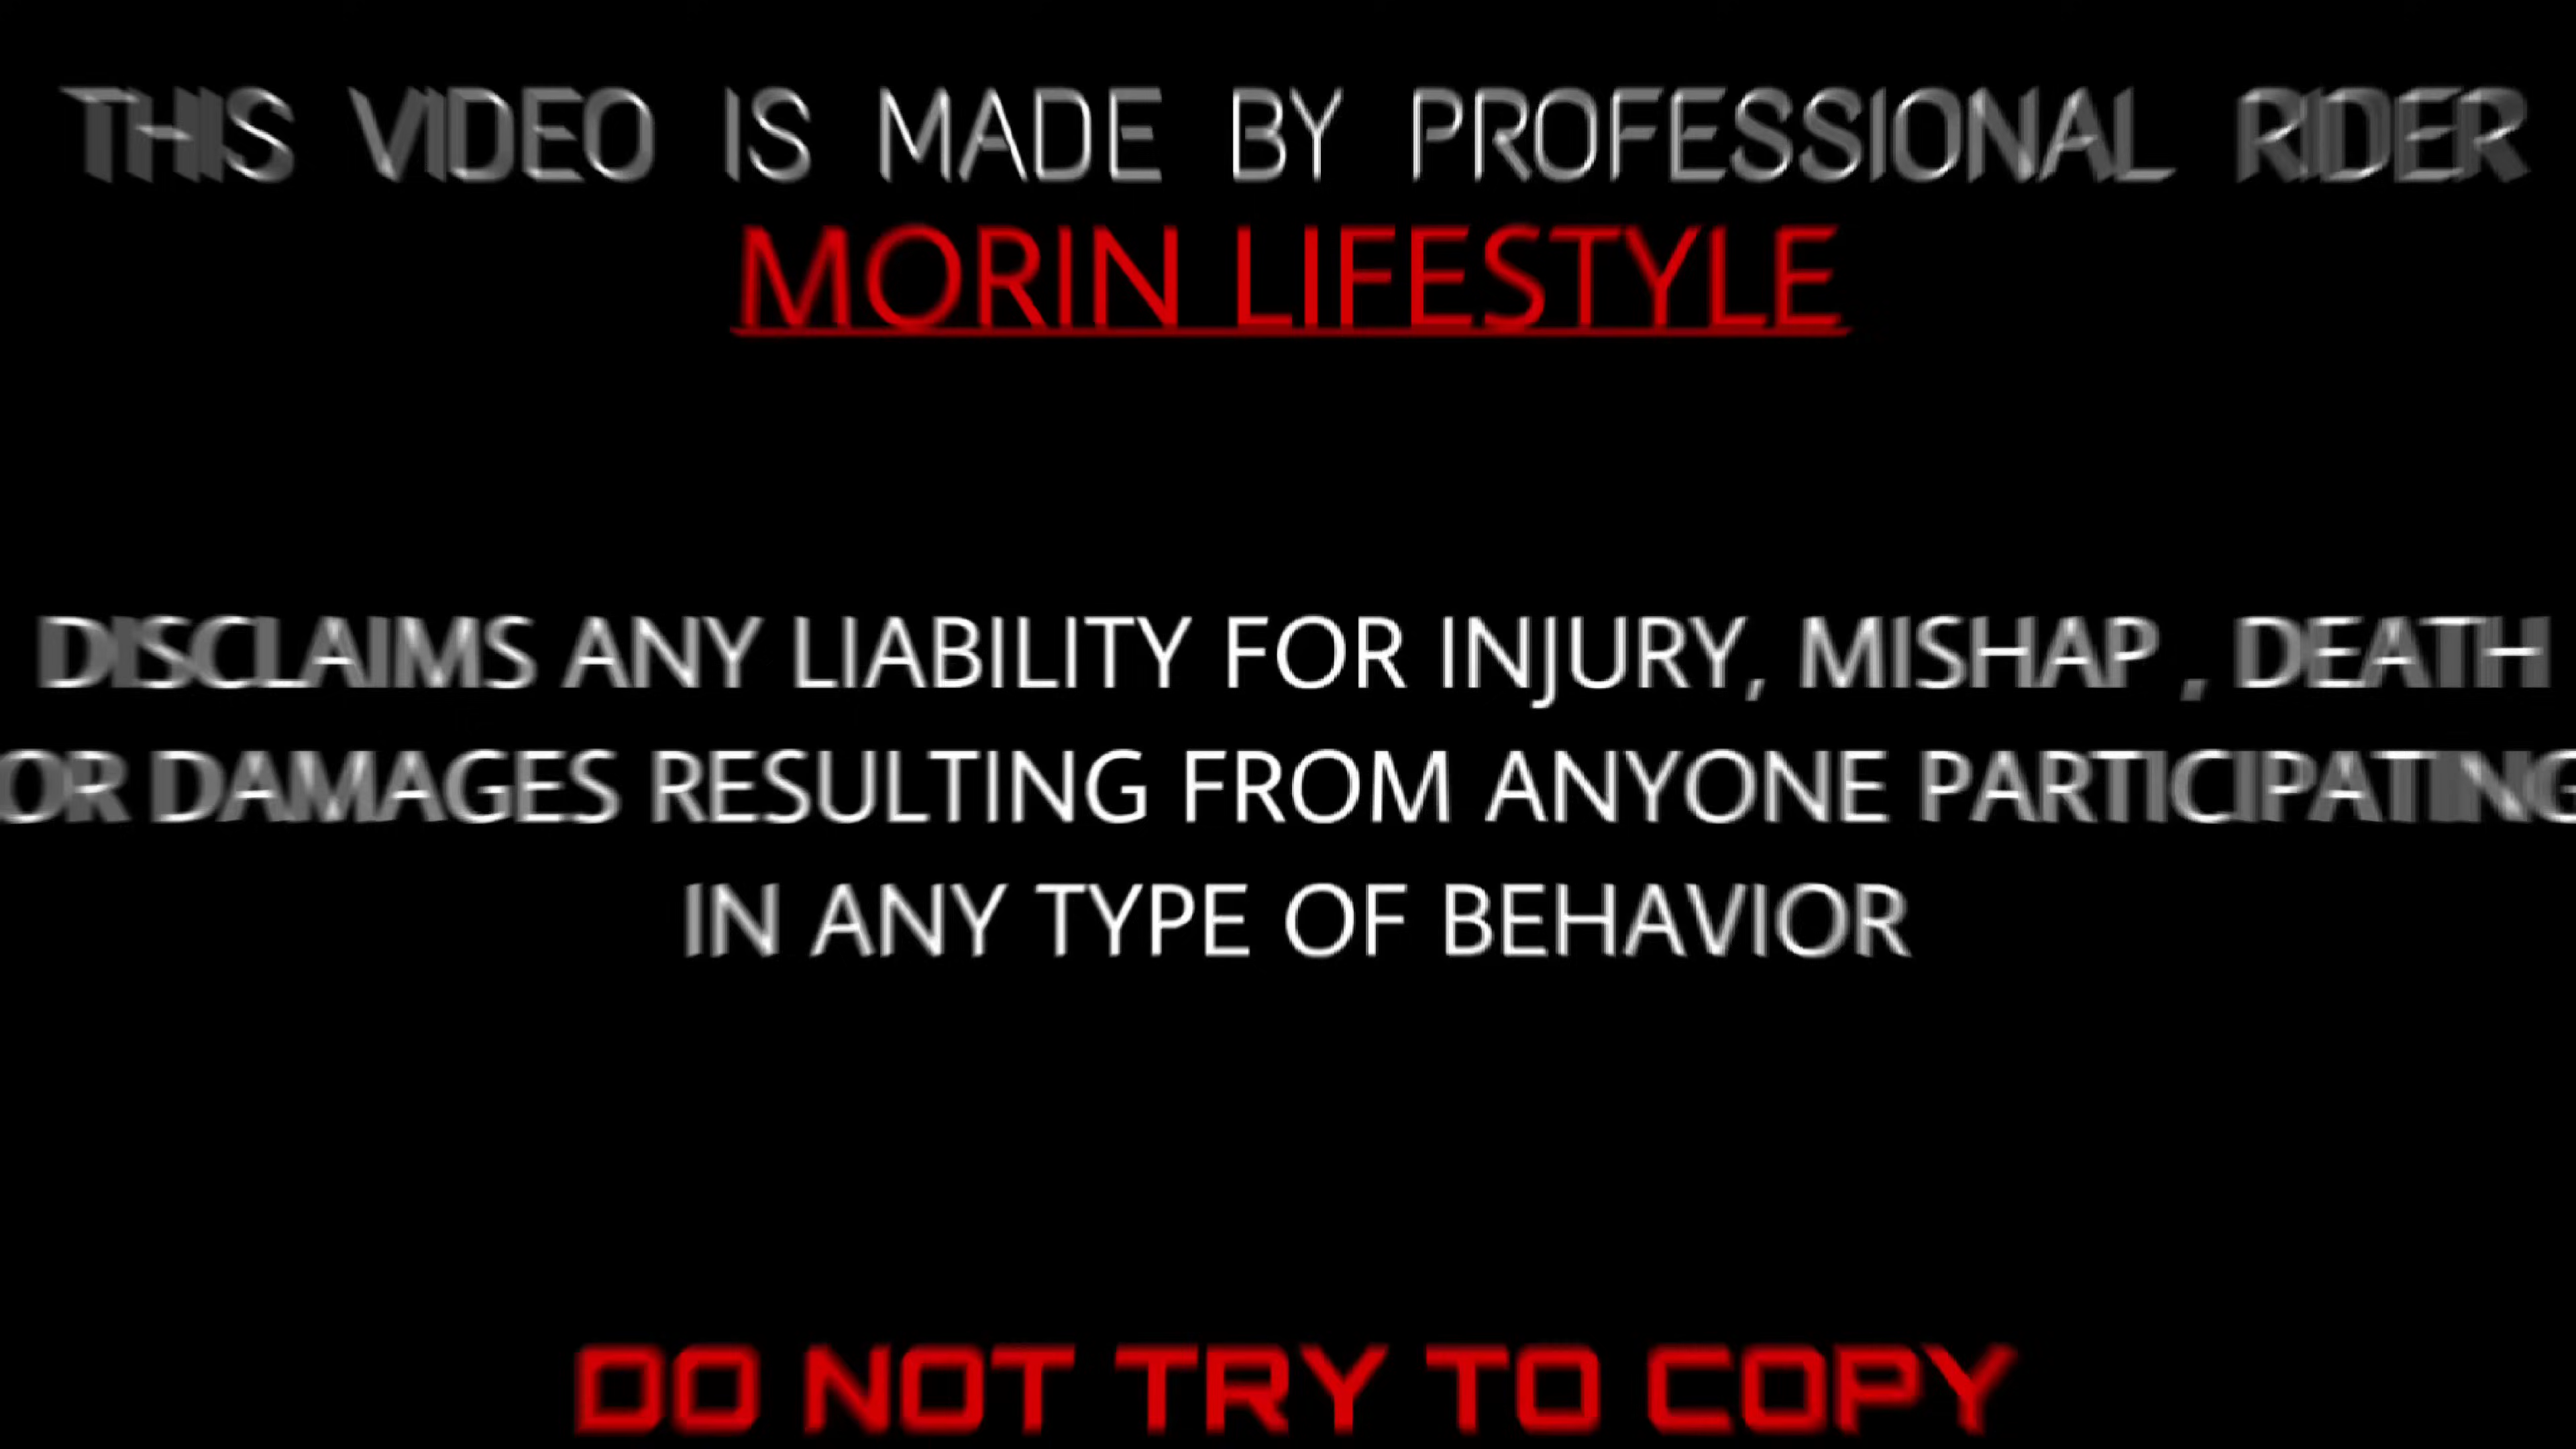 THIS VIDEO IS MADE BY PROFESSIONAL RIDER
MORIN LIFESTYLE
DISCLAIMS ANY LIABILITY FOR INJURY, MISHAP , DEATH
OR DAMAGES RESULTING FROM ANYONE PARTICIPATING
IN ANY TYPE OF BEHAVIOR
DO NOT TRY TO COPY